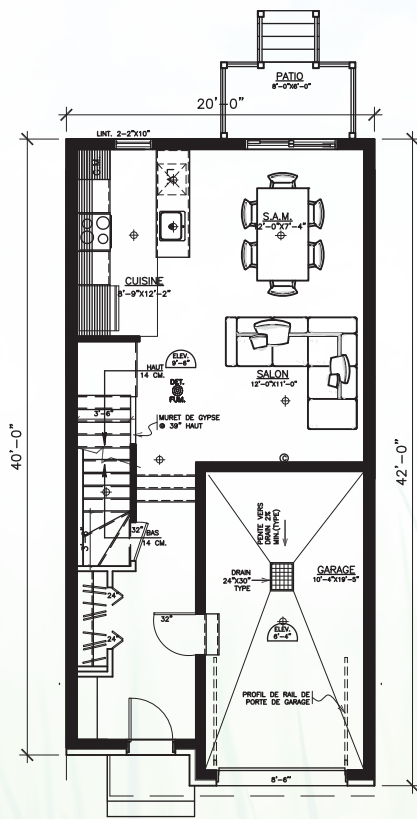 PATIO
8'-0"X6'-0"
20'-0"
LINT. 2-2"X10"
S.A.M.
12'-0"X7'-4"
CUISINE
8'-9"X12'-2"
ELEV.
9'-6"
HAUT
14 CM.
DET.
FUM.
SALON
12'-0"X11'-0"
3'-6"
MURET DE GYPSE
@ 39" HAUT
40'-0"
42'-0"
C
32"
BAS
14 CM.
PENTE VERS
DRAIN 2%
MIN.(TYPE)
DRAIN
24"X30"
TYPE
GARAGE
10'-4"X19'-5"
24"
32"
ELEV.
6'-4"
24"
PROFIL DE RAIL DE
PORTE DE GARAGE
8'-6"